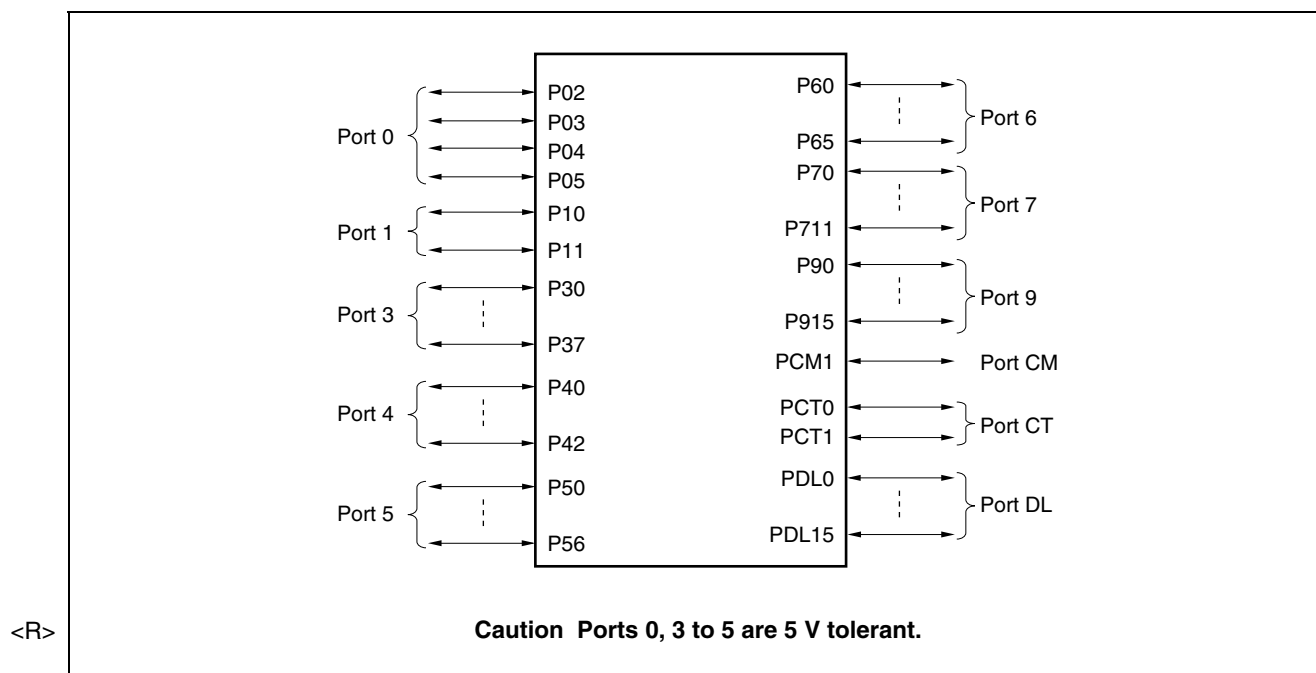 Port 0
P02
P03
P04
P05
Port 1
P10
P11
Port 3
P30
P37
Port 4
P40
P42
Port 5
P50
P56
P60
P65
Port 6
P70
P711
Port 7
P90
P915
Port 9
PCM1
Port CM
PCT0
PCT1
Port CT
PDL0
PDL15
Port DL
<R>
Caution Ports 0, 3 to 5 are 5 V tolerant.